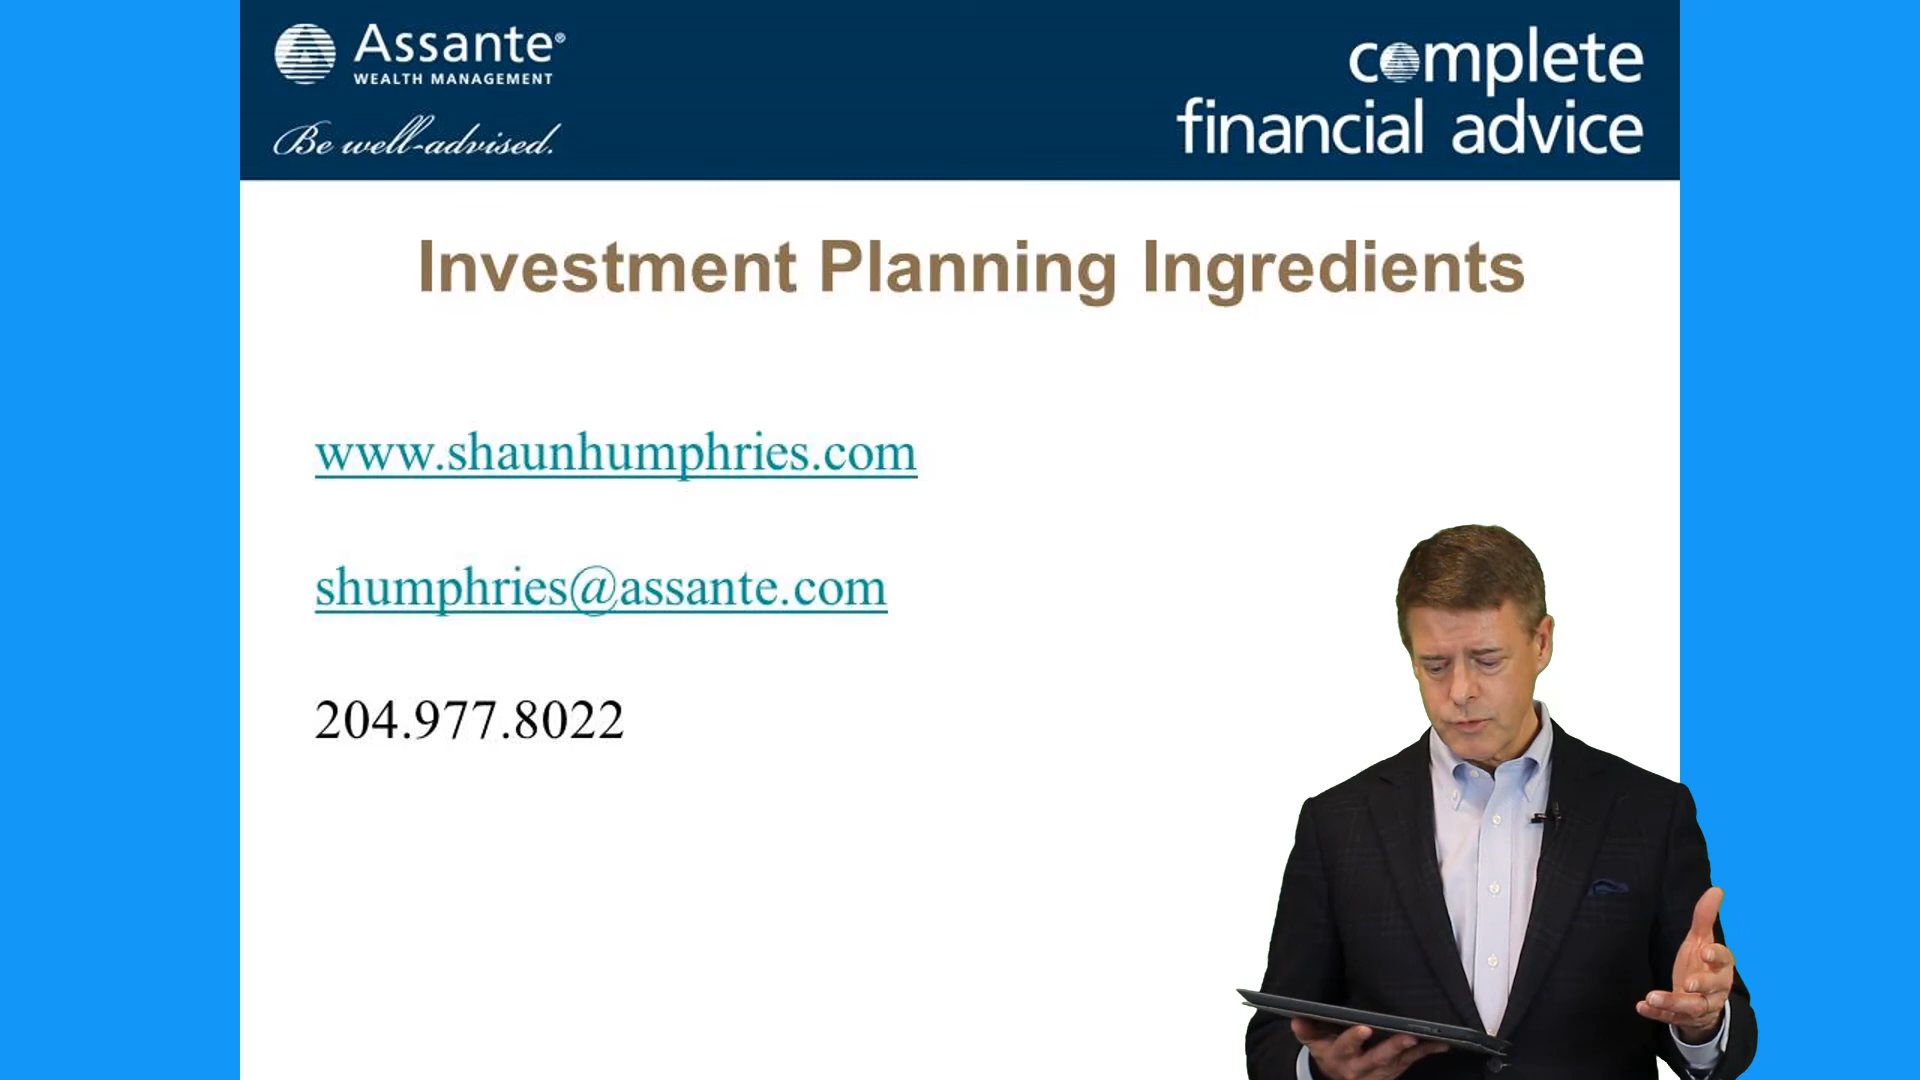 Assante®
WEALTH MANAGEMENT
Be well-advised.
complete
financial advice
Investment Planning Ingredients
www.shaunhumphries.com
shumphries@assante.com
204.977.8022